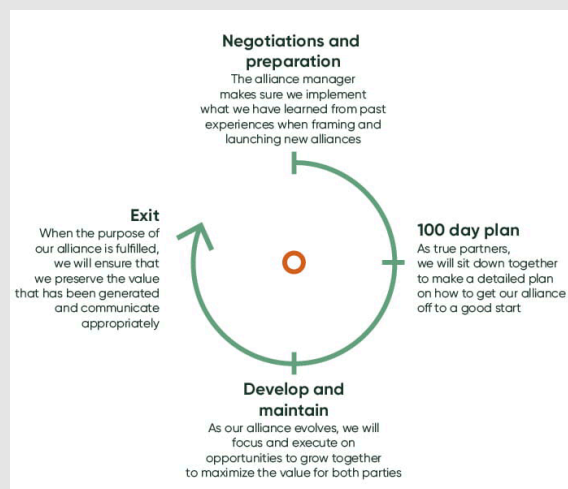 Negotiations and
preparation
The alliance manager
makes sure we implement
what we have learned from past
experiences when framing and
launching new alliances
100 day plan
As true partners,
we will sit down together
to make a detailed plan
on how to get our alliance
off to a good start
Develop and
maintain
As our alliance evolves, we will
focus and execute on
opportunities to grow together
to maximize the value for both parties
Exit
When the purpose of
our alliance is fulfilled,
we will ensure that
we preserve the value
that has been generated
and communicate
appropriately